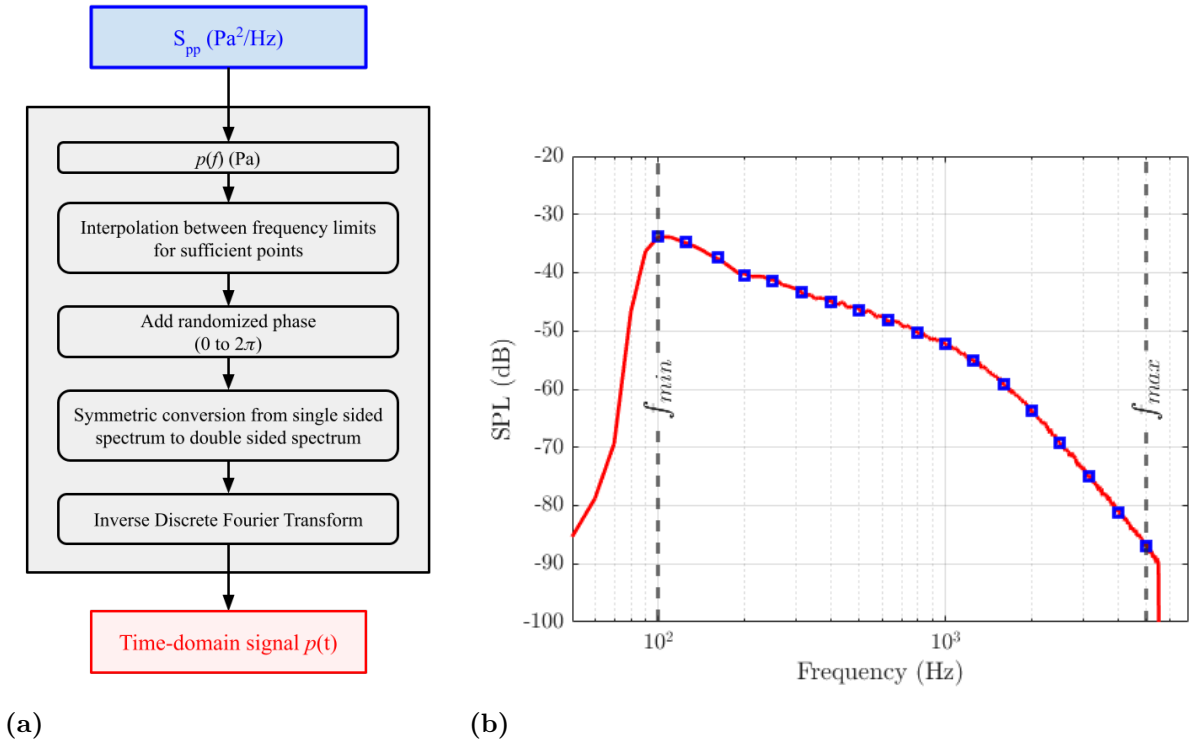 S_pp (Pa²/Hz)
p(f) (Pa)
Interpolation between frequency limits
for sufficient points
Add randomized phase
(0 to 2π)
Symmetric conversion from single sided
spectrum to double sided spectrum
Inverse Discrete Fourier Transform
Time-domain signal p(t)
(a)
-20
-30
-40
-50
-60
-70
-80
-90
-100
SPL (dB)
f_min
f_max
10²
10³
Frequency (Hz)
(b)